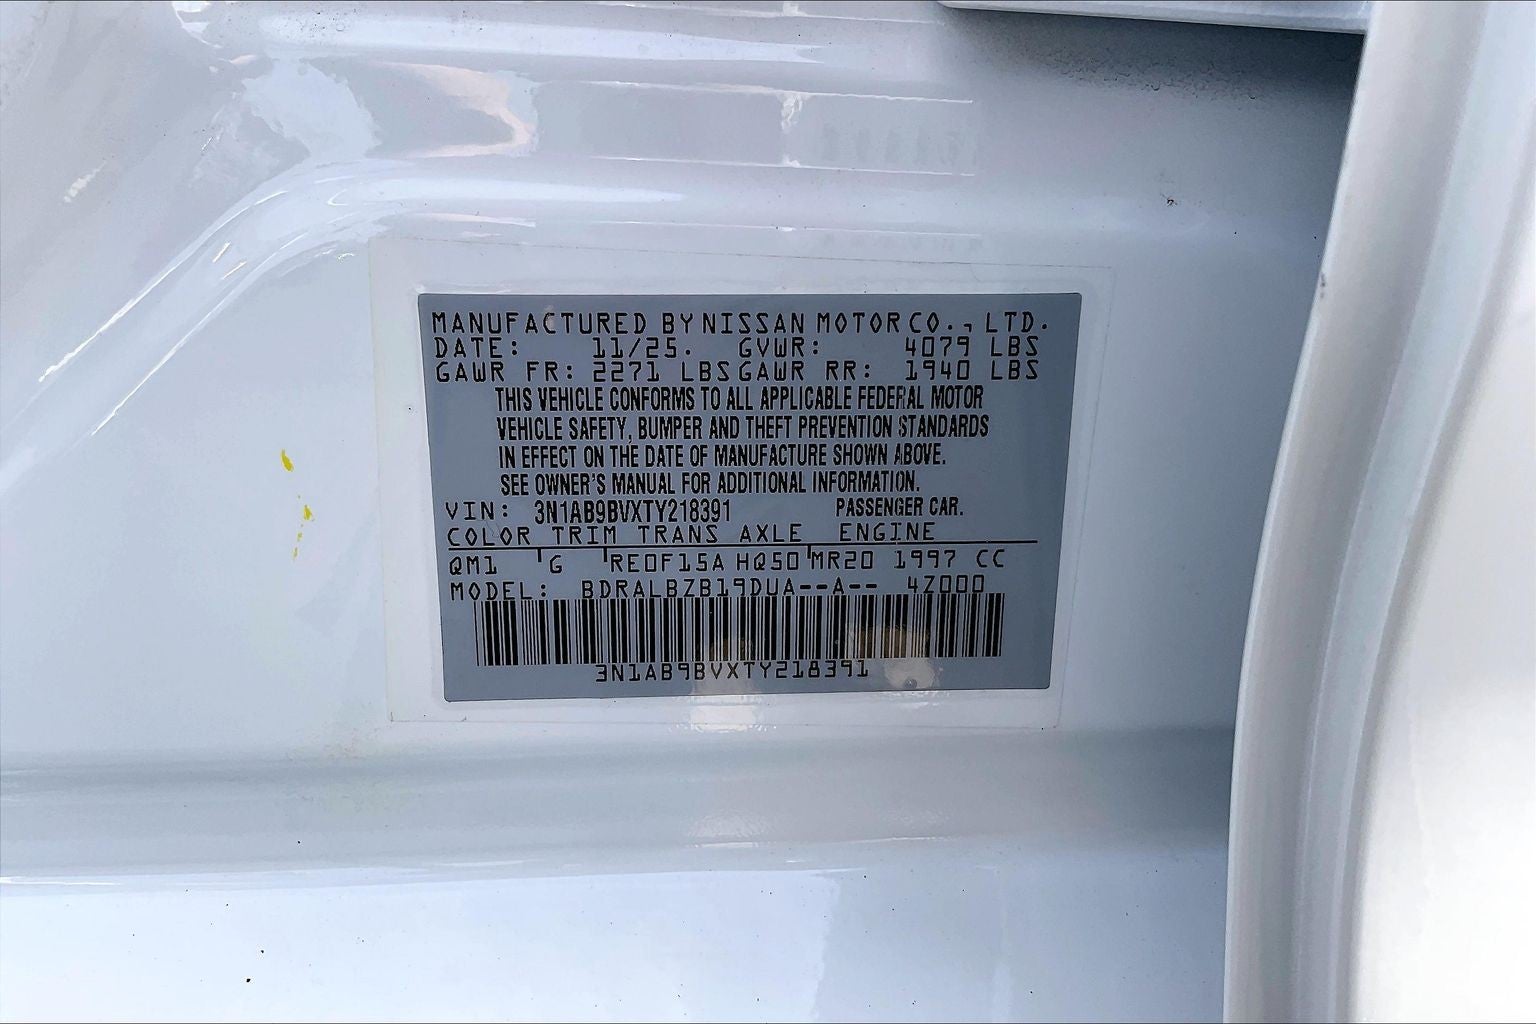 MANUFACTURED BY NISSAN MOTOR CO., LTD.
DATE: 11/25. GVWR: 4079 LBS
GAWR FR: 2271 LBS GAWR RR: 1940 LBS
THIS VEHICLE CONFORMS TO ALL APPLICABLE FEDERAL MOTOR
VEHICLE SAFETY, BUMPER AND THEFT PREVENTION STANDARDS
IN EFFECT ON THE DATE OF MANUFACTURE SHOWN ABOVE.
SEE OWNER'S MANUAL FOR ADDITIONAL INFORMATION.
VIN: 3N1AB9BVXTY218391 PASSENGER CAR.
COLOR TRIM TRANS AXLE ENGINE
QM1 G RE0F15A HQ50 MR20 1997 CC
MODEL: BDRALBZB19DUA--A-- 4Z000
3N1AB9BVXTY218391